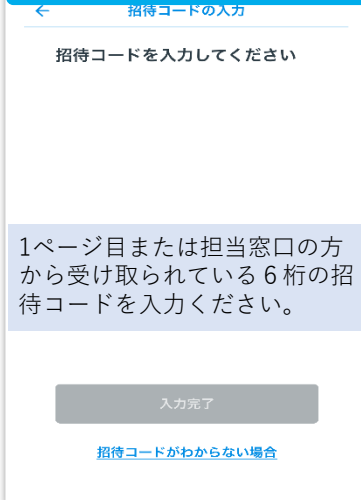 ← 招待コードの入力
招待コードを入力してください
1ページ目または担当窓口の方
から受け取られている６桁の招
待コードを入力ください。
入力完了
招待コードがわからない場合